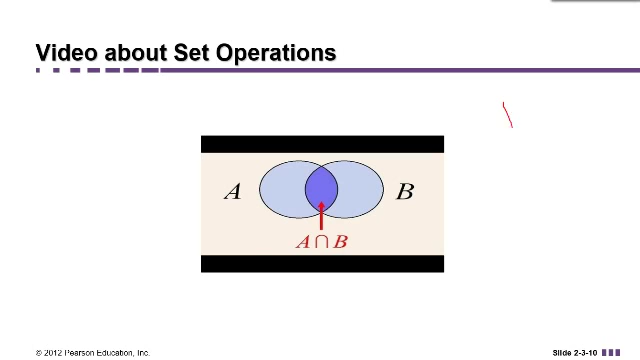 Video about Set Operations
A
B
A ∩ B
© 2012 Pearson Education, Inc.
Slide 2-3-10